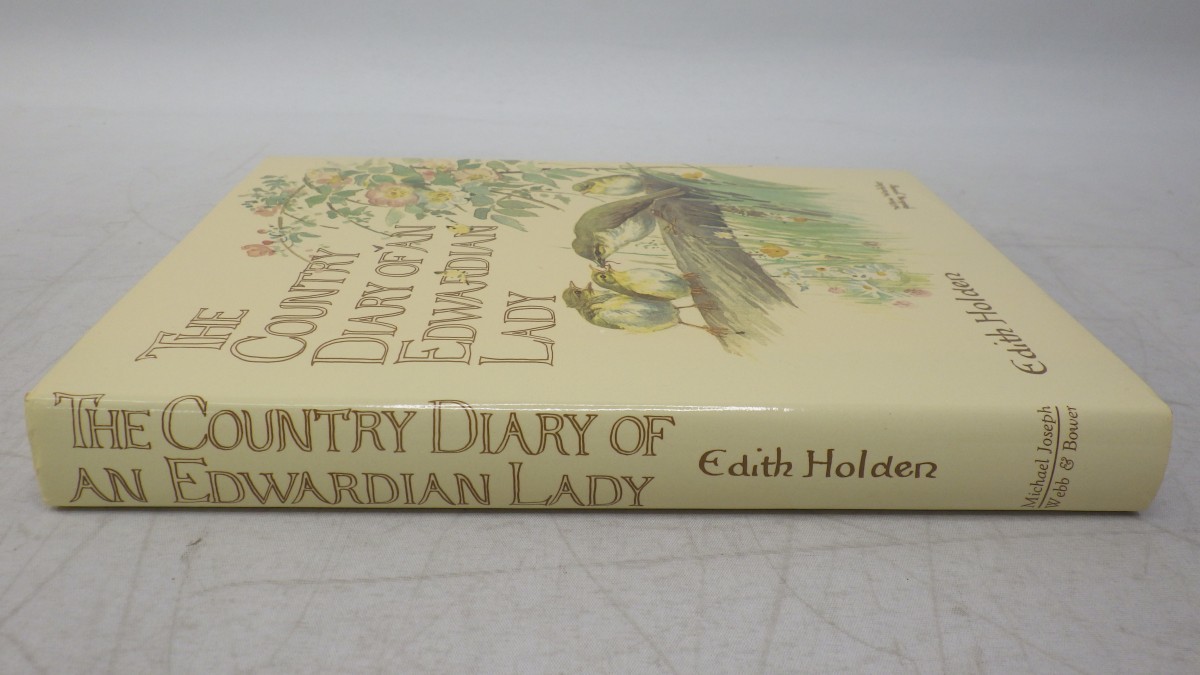 THE
COUNTRY
DIARY OF AN
EDWARDIAN
LADY
Edith Holden
THE COUNTRY DIARY OF
AN EDWARDIAN LADY
Edith Holden
Michael Joseph
Webb & Bower